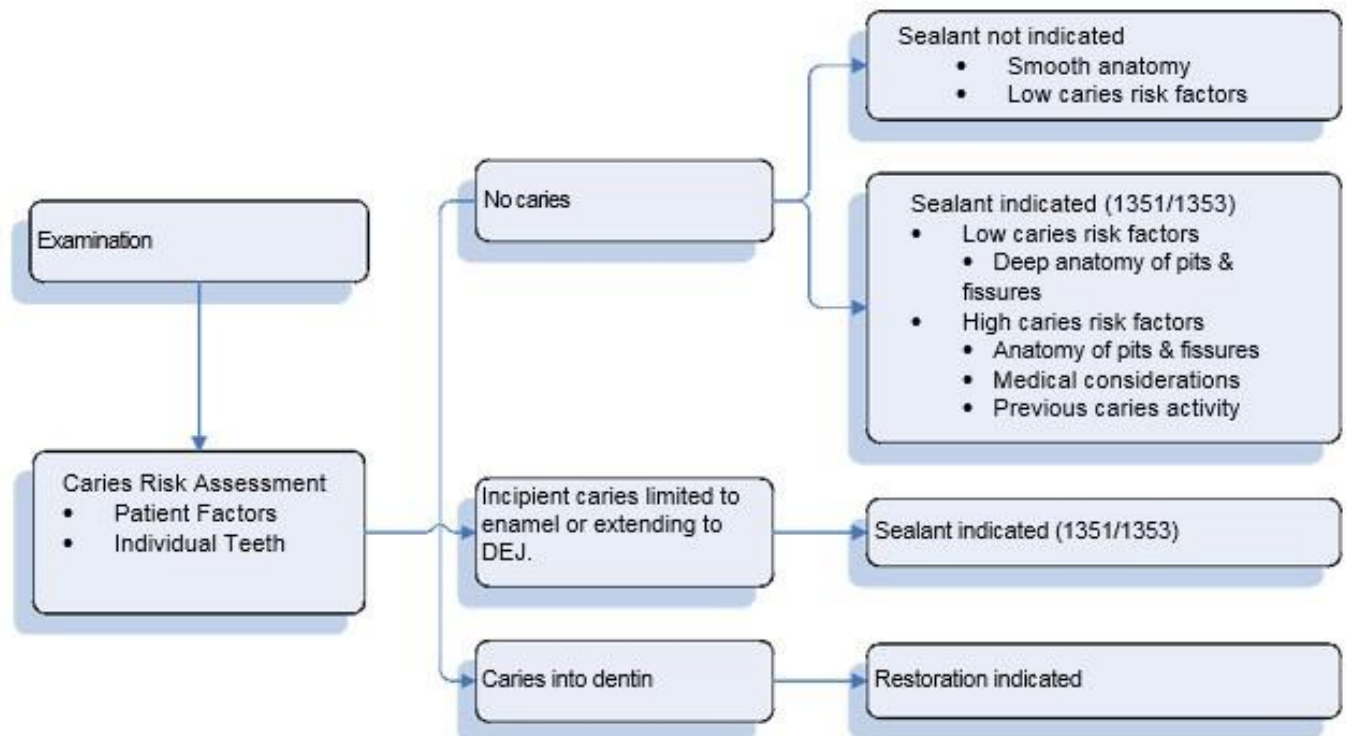 Examination
Caries Risk Assessment
• Patient Factors
• Individual Teeth
No caries
Sealant not indicated
• Smooth anatomy
• Low caries risk factors
Sealant indicated (1351/1353)
• Low caries risk factors
• Deep anatomy of pits &
fissures
• High caries risk factors
• Anatomy of pits & fissures
• Medical considerations
• Previous caries activity
Incipient caries limited to
enamel or extending to
DEJ.
Sealant indicated (1351/1353)
Caries into dentin
Restoration indicated